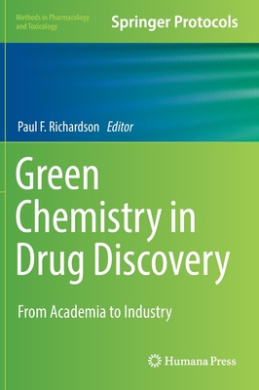 Methods in Pharmacology
and Toxicology
Springer Protocols
Paul F. Richardson Editor
Green
Chemistry in
Drug Discovery
From Academia to Industry
Humana Press